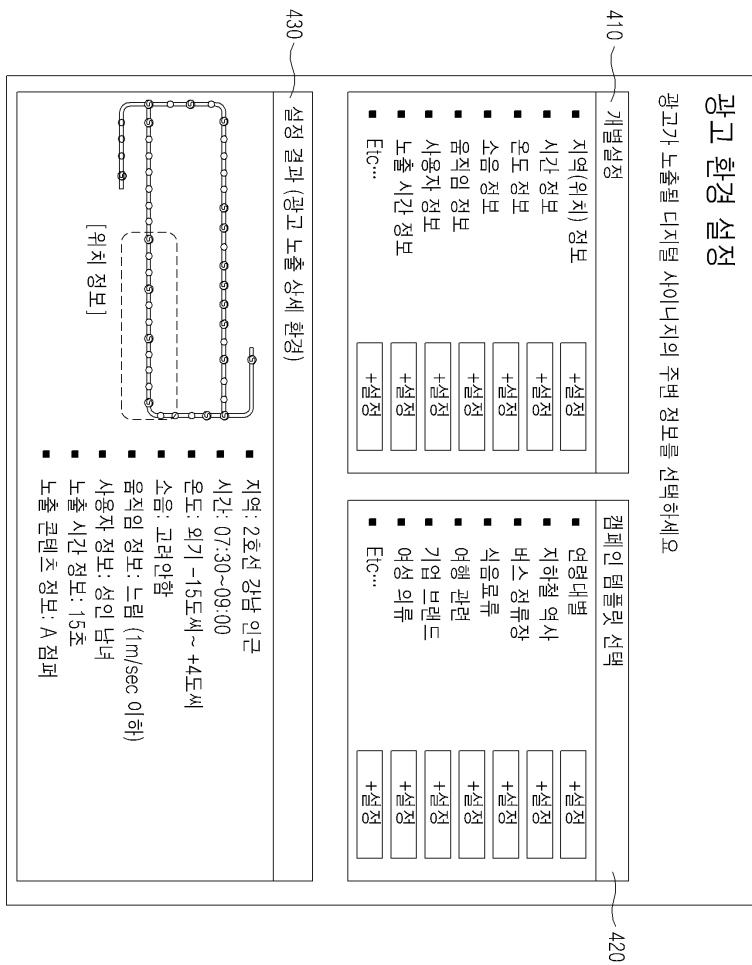 광고 환경 설정
광고가 노출될 디지털 사이니지의 주변 정보를 선택하세요
410
개별설정
■ 지역(위치) 정보 +설정
■ 시간 정보 +설정
■ 온도 정보 +설정
■ 소음 정보 +설정
■ 움직임 정보 +설정
■ 사용자 정보 +설정
■ 노출 시간 정보 +설정
■ Etc…
캠페인 템플릿 선택
420
■ 연령대별 +설정
■ 지하철 역사 +설정
■ 버스 정류장 +설정
■ 식음료류 +설정
■ 여행 관련 +설정
■ 기업 브랜드 +설정
■ 여성 의류 +설정
■ Etc…
430
설정 결과 (광고 노출 상세 환경)
[위치 정보]
■ 지역: 2호선 강남 인근
■ 시간: 07:30~09:00
■ 온도: 외기 -15도씨~ +4도씨
■ 소음: 고려안함
■ 움직임 정보: 느림 (1m/sec 이하)
■ 사용자 정보: 성인 남녀
■ 노출 시간 정보: 15초
■ 노출 콘텐츠 정보: A 점퍼